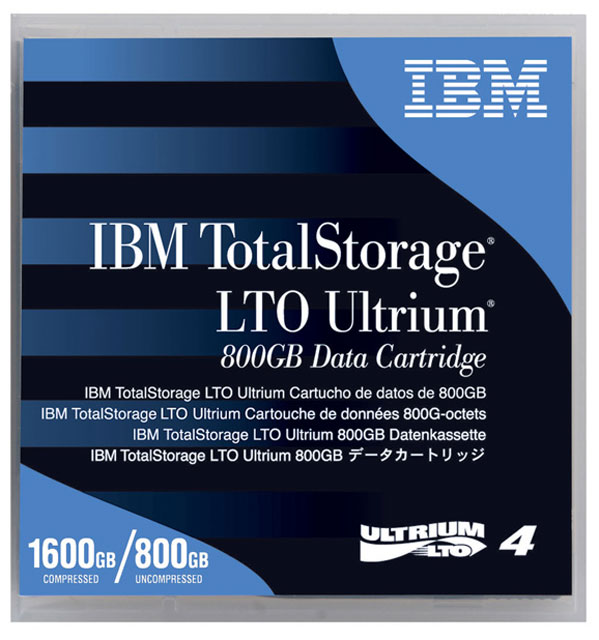 IBM
IBM TotalStorage®
LTO Ultrium®
800GB Data Cartridge
IBM TotalStorage LTO Ultrium Cartucho de datos de 800GB
IBM TotalStorage LTO Ultrium Cartouche de données 800G-octets
IBM TotalStorage LTO Ultrium 800GB Datenkassette
IBM TotalStorage LTO Ultrium 800GB データカートリッジ
1600GB/800GB
COMPRESSED UNCOMPRESSED
ULTRIUM
LTO 4